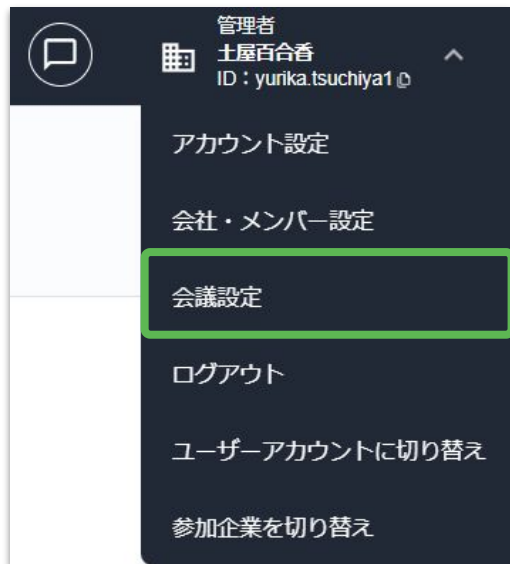 管理者
土屋百合香
ID：yurika.tsuchiya1
アカウント設定
会社・メンバー設定
会議設定
ログアウト
ユーザーアカウントに切り替え
参加企業を切り替え